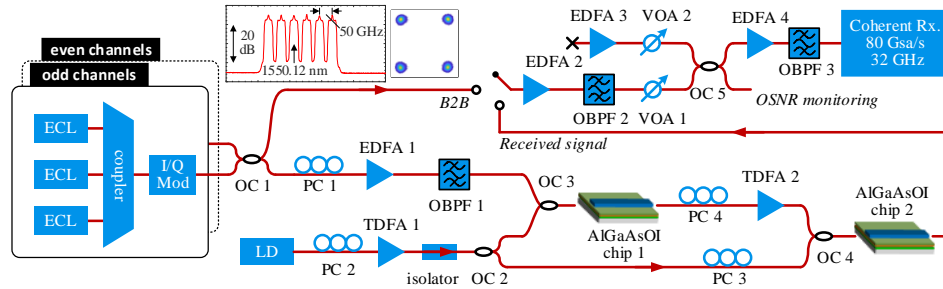 even channels
odd channels
ECL
ECL
ECL
coupler
I/Q
Mod
20
dB
50 GHz
1550.12 nm
OC 1
B2B
PC 1
EDFA 1
OBPF 1
LD
PC 2
TDFA 1
isolator
OC 2
OC 3
AlGaAsOI
chip 1
PC 4
TDFA 2
PC 3
OC 4
AlGaAsOI
chip 2
Received signal
EDFA 2
OBPF 2
VOA 1
EDFA 3
VOA 2
OC 5
EDFA 4
OBPF 3
OSNR monitoring
Coherent Rx.
80 Gsa/s
32 GHz